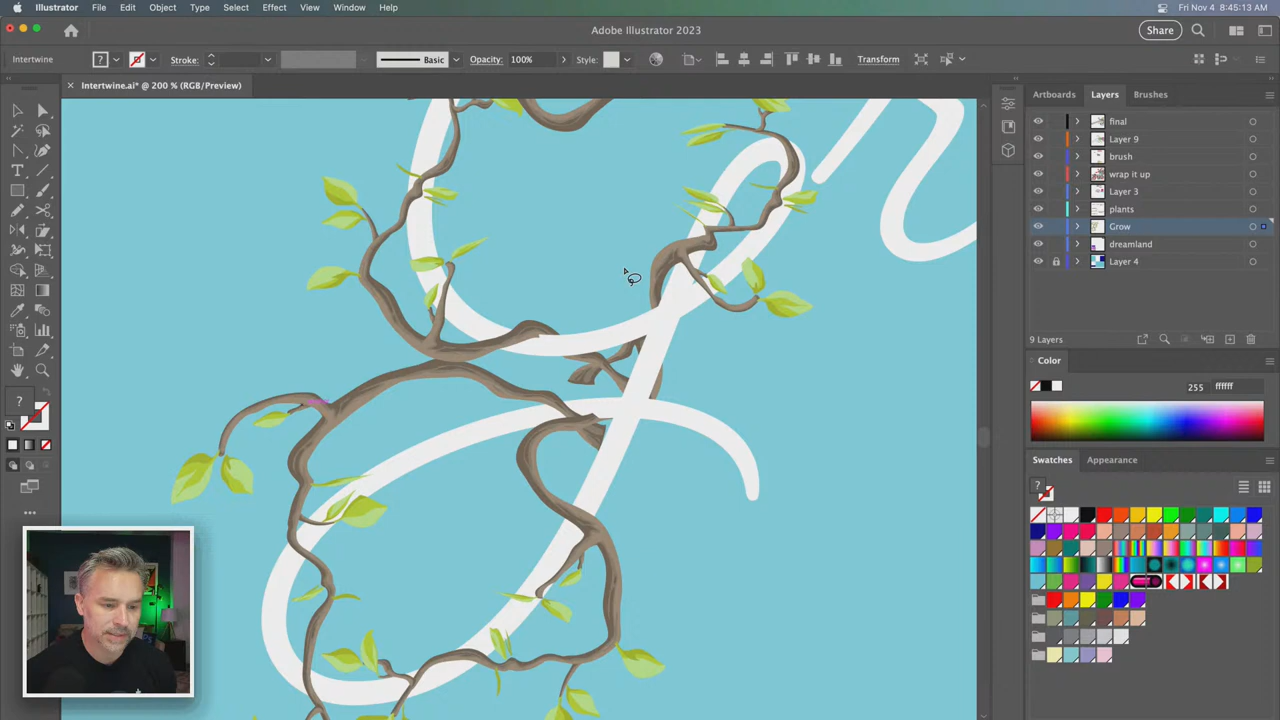 Illustrator File Edit Object Type Select Effect View Window Help Fri Nov 4 8:45:13 AM
Adobe Illustrator 2023
Share
Intertwine Stroke: Basic Opacity: 100% Style: Transform
× Intertwine.ai* @ 200 % (RGB/Preview)
Artboards Layers Brushes
final
Layer 9
brush
wrap it up
Layer 3
plants
Grow
dreamland
Layer 4
9 Layers
Color
255 ffffff
Swatches Appearance